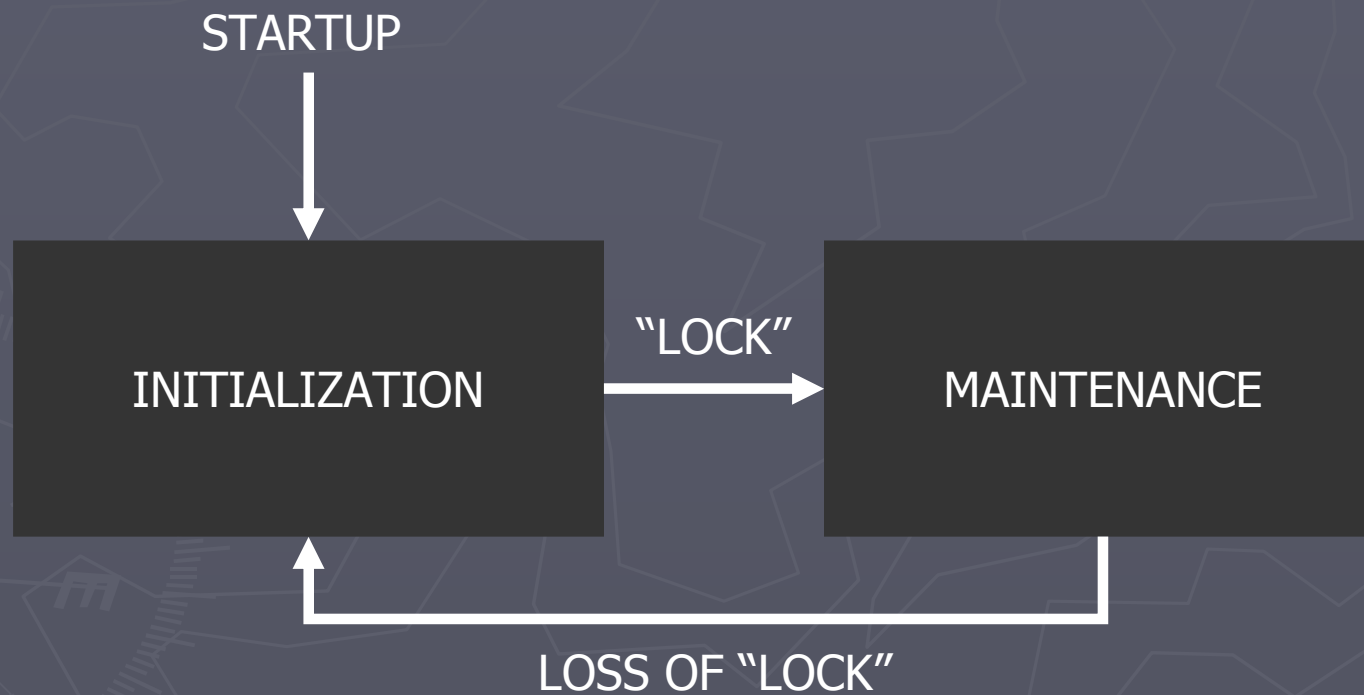 STARTUP
INITIALIZATION
“LOCK”
MAINTENANCE
LOSS OF “LOCK”
E